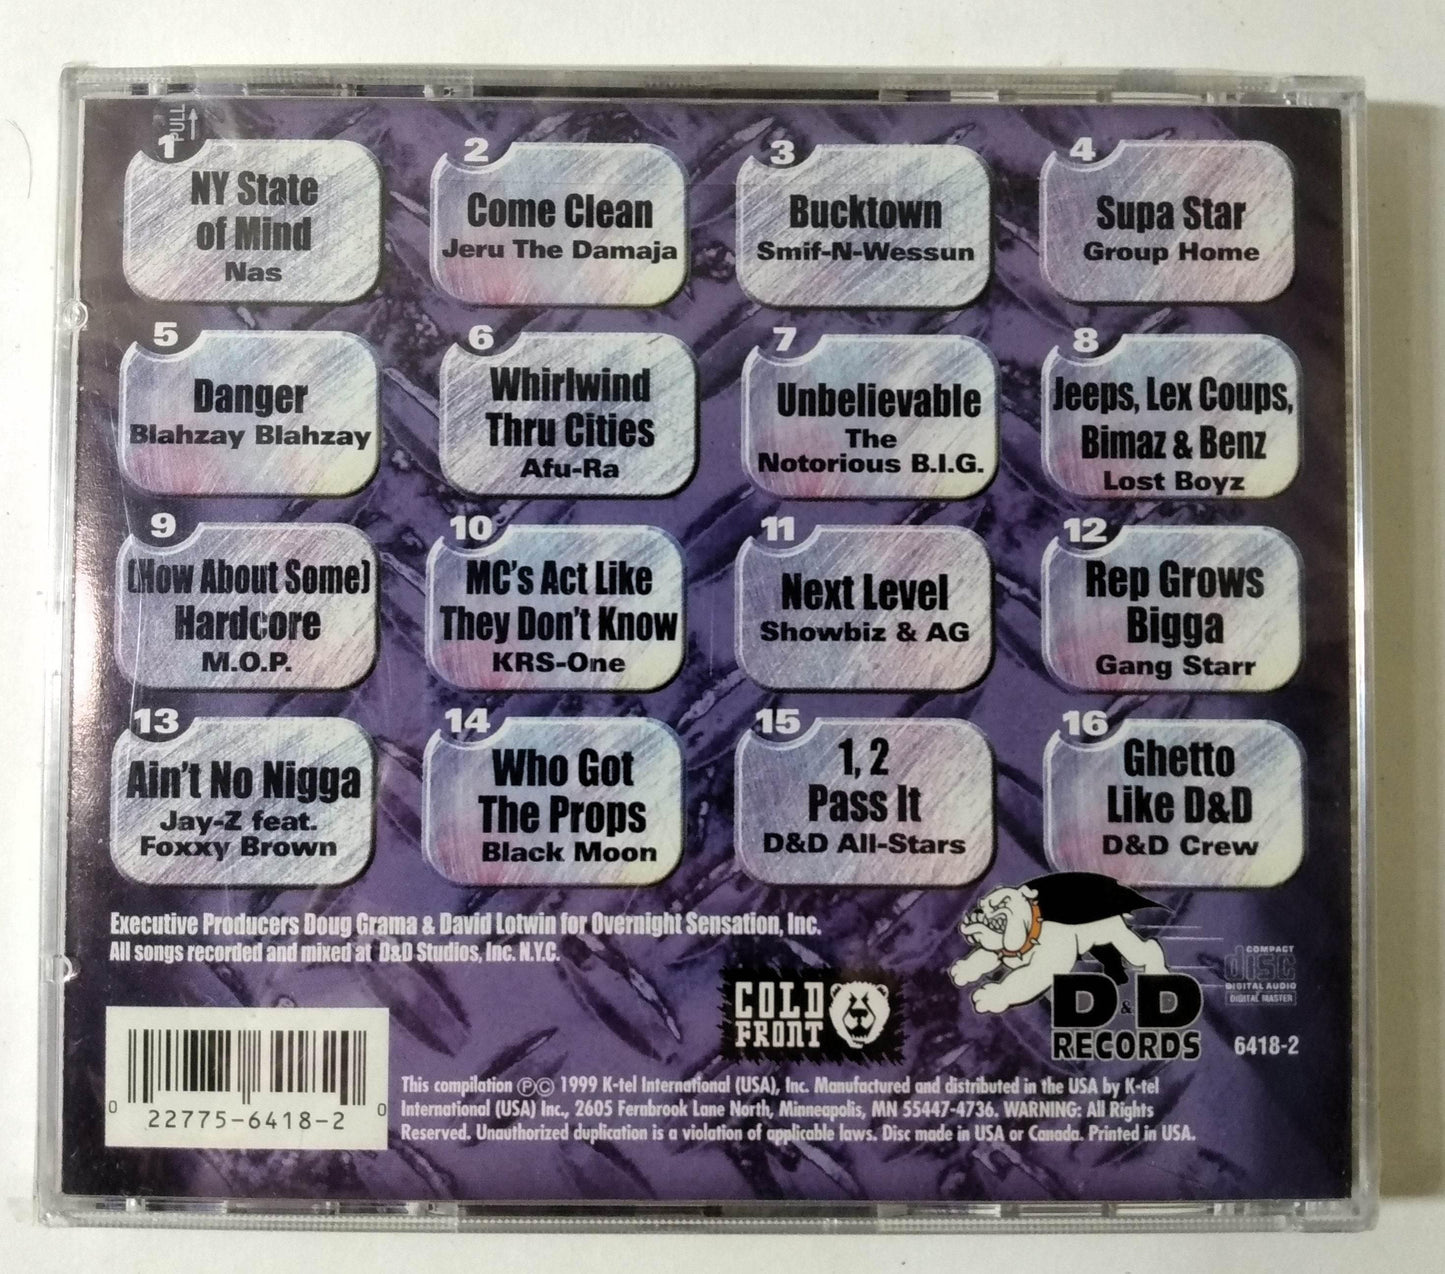 PULL
1
NY State
of Mind
Nas
2
Come Clean
Jeru The Damaja
3
Bucktown
Smif-N-Wessun
4
Supa Star
Group Home
5
Danger
Blahzay Blahzay
6
Whirlwind
Thru Cities
Afu-Ra
7
Unbelievable
The
Notorious B.I.G.
8
Jeeps, Lex Coups,
Bimaz & Benz
Lost Boyz
9
(How About Some)
Hardcore
M.O.P.
10
MC's Act Like
They Don't Know
KRS-One
11
Next Level
Showbiz & AG
12
Rep Grows
Bigga
Gang Starr
13
Ain't No Nigga
Jay-Z feat.
Foxxy Brown
14
Who Got
The Props
Black Moon
15
1, 2
Pass It
D&D All-Stars
16
Ghetto
Like D&D
D&D Crew
Executive Producers Doug Grama & David Lotwin for Overnight Sensation, Inc.
All songs recorded and mixed at D&D Studios, Inc. N.Y.C.
COLD
FRONT
D&D
RECORDS
COMPACT
disc
DIGITAL AUDIO
DIGITAL MASTER
6418-2
0 22775-6418-2 0
This compilation ℗© 1999 K-tel International (USA), Inc. Manufactured and distributed in the USA by K-tel
International (USA) Inc., 2605 Fernbrook Lane North, Minneapolis, MN 55447-4736. WARNING: All Rights
Reserved. Unauthorized duplication is a violation of applicable laws. Disc made in USA or Canada. Printed in USA.